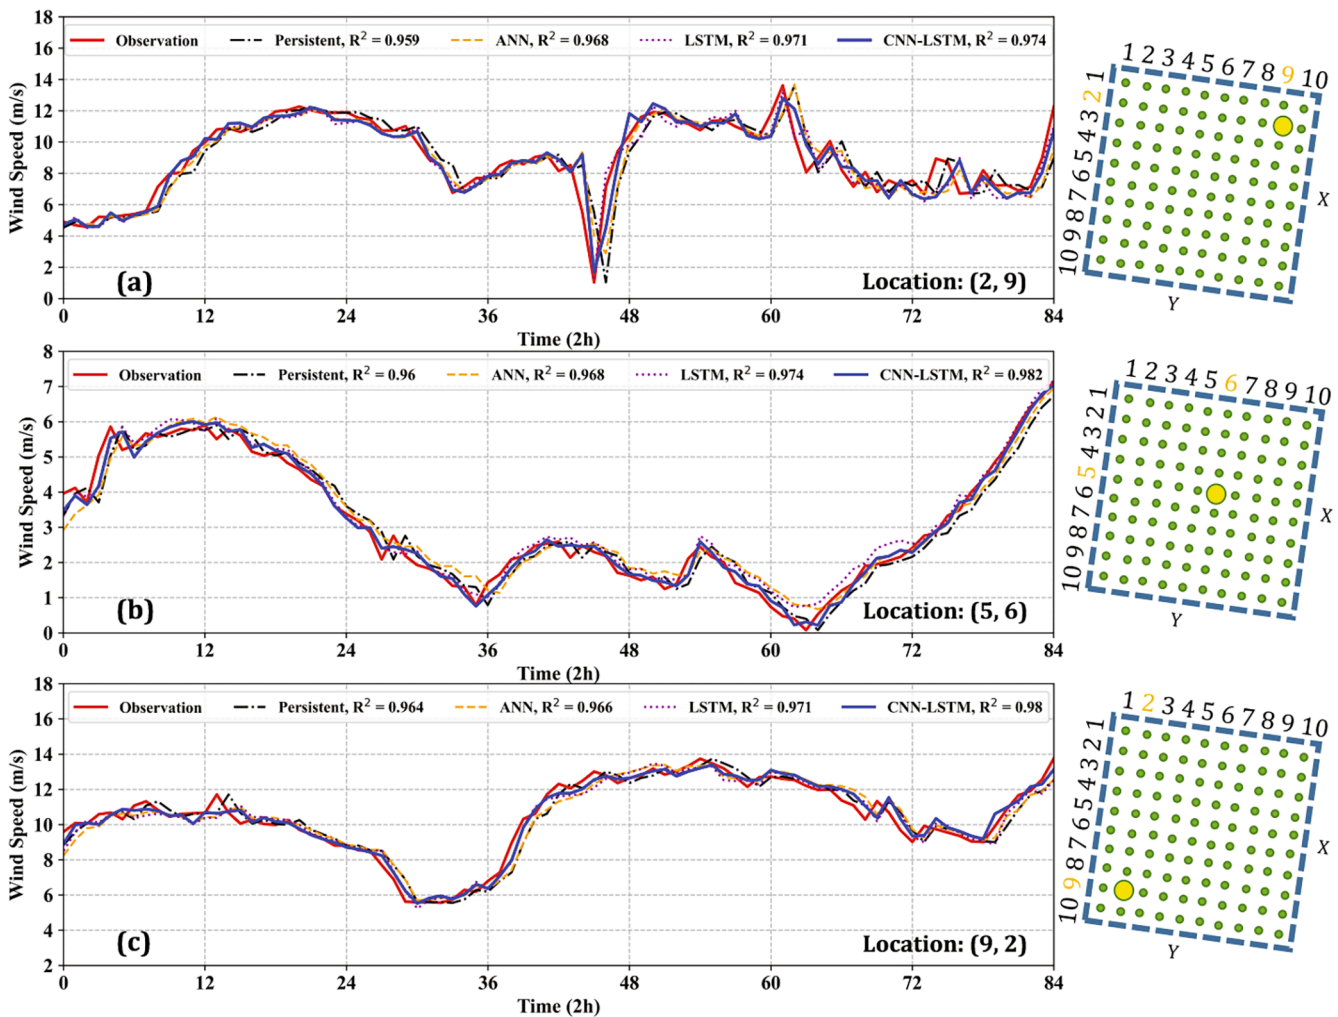 Observation Persistent, R² = 0.959 ANN, R² = 0.968 LSTM, R² = 0.971 CNN-LSTM, R² = 0.974
18
16
14
12
10
8
6
4
2
0
Wind Speed (m/s)
(a)
Location: (2, 9)
0 12 24 36 48 60 72 84
Time (2h)
1 2 3 4 5 6 7 8 9 10
1 2 3 4 5 6 7 8 9 10
X
Y
Observation Persistent, R² = 0.96 ANN, R² = 0.968 LSTM, R² = 0.974 CNN-LSTM, R² = 0.982
8
7
6
5
4
3
2
1
0
Wind Speed (m/s)
(b)
Location: (5, 6)
0 12 24 36 48 60 72 84
Time (2h)
1 2 3 4 5 6 7 8 9 10
1 2 3 4 5 6 7 8 9 10
X
Y
Observation Persistent, R² = 0.964 ANN, R² = 0.966 LSTM, R² = 0.971 CNN-LSTM, R² = 0.98
18
16
14
12
10
8
6
4
2
Wind Speed (m/s)
(c)
Location: (9, 2)
0 12 24 36 48 60 72 84
Time (2h)
1 2 3 4 5 6 7 8 9 10
1 2 3 4 5 6 7 8 9 10
X
Y